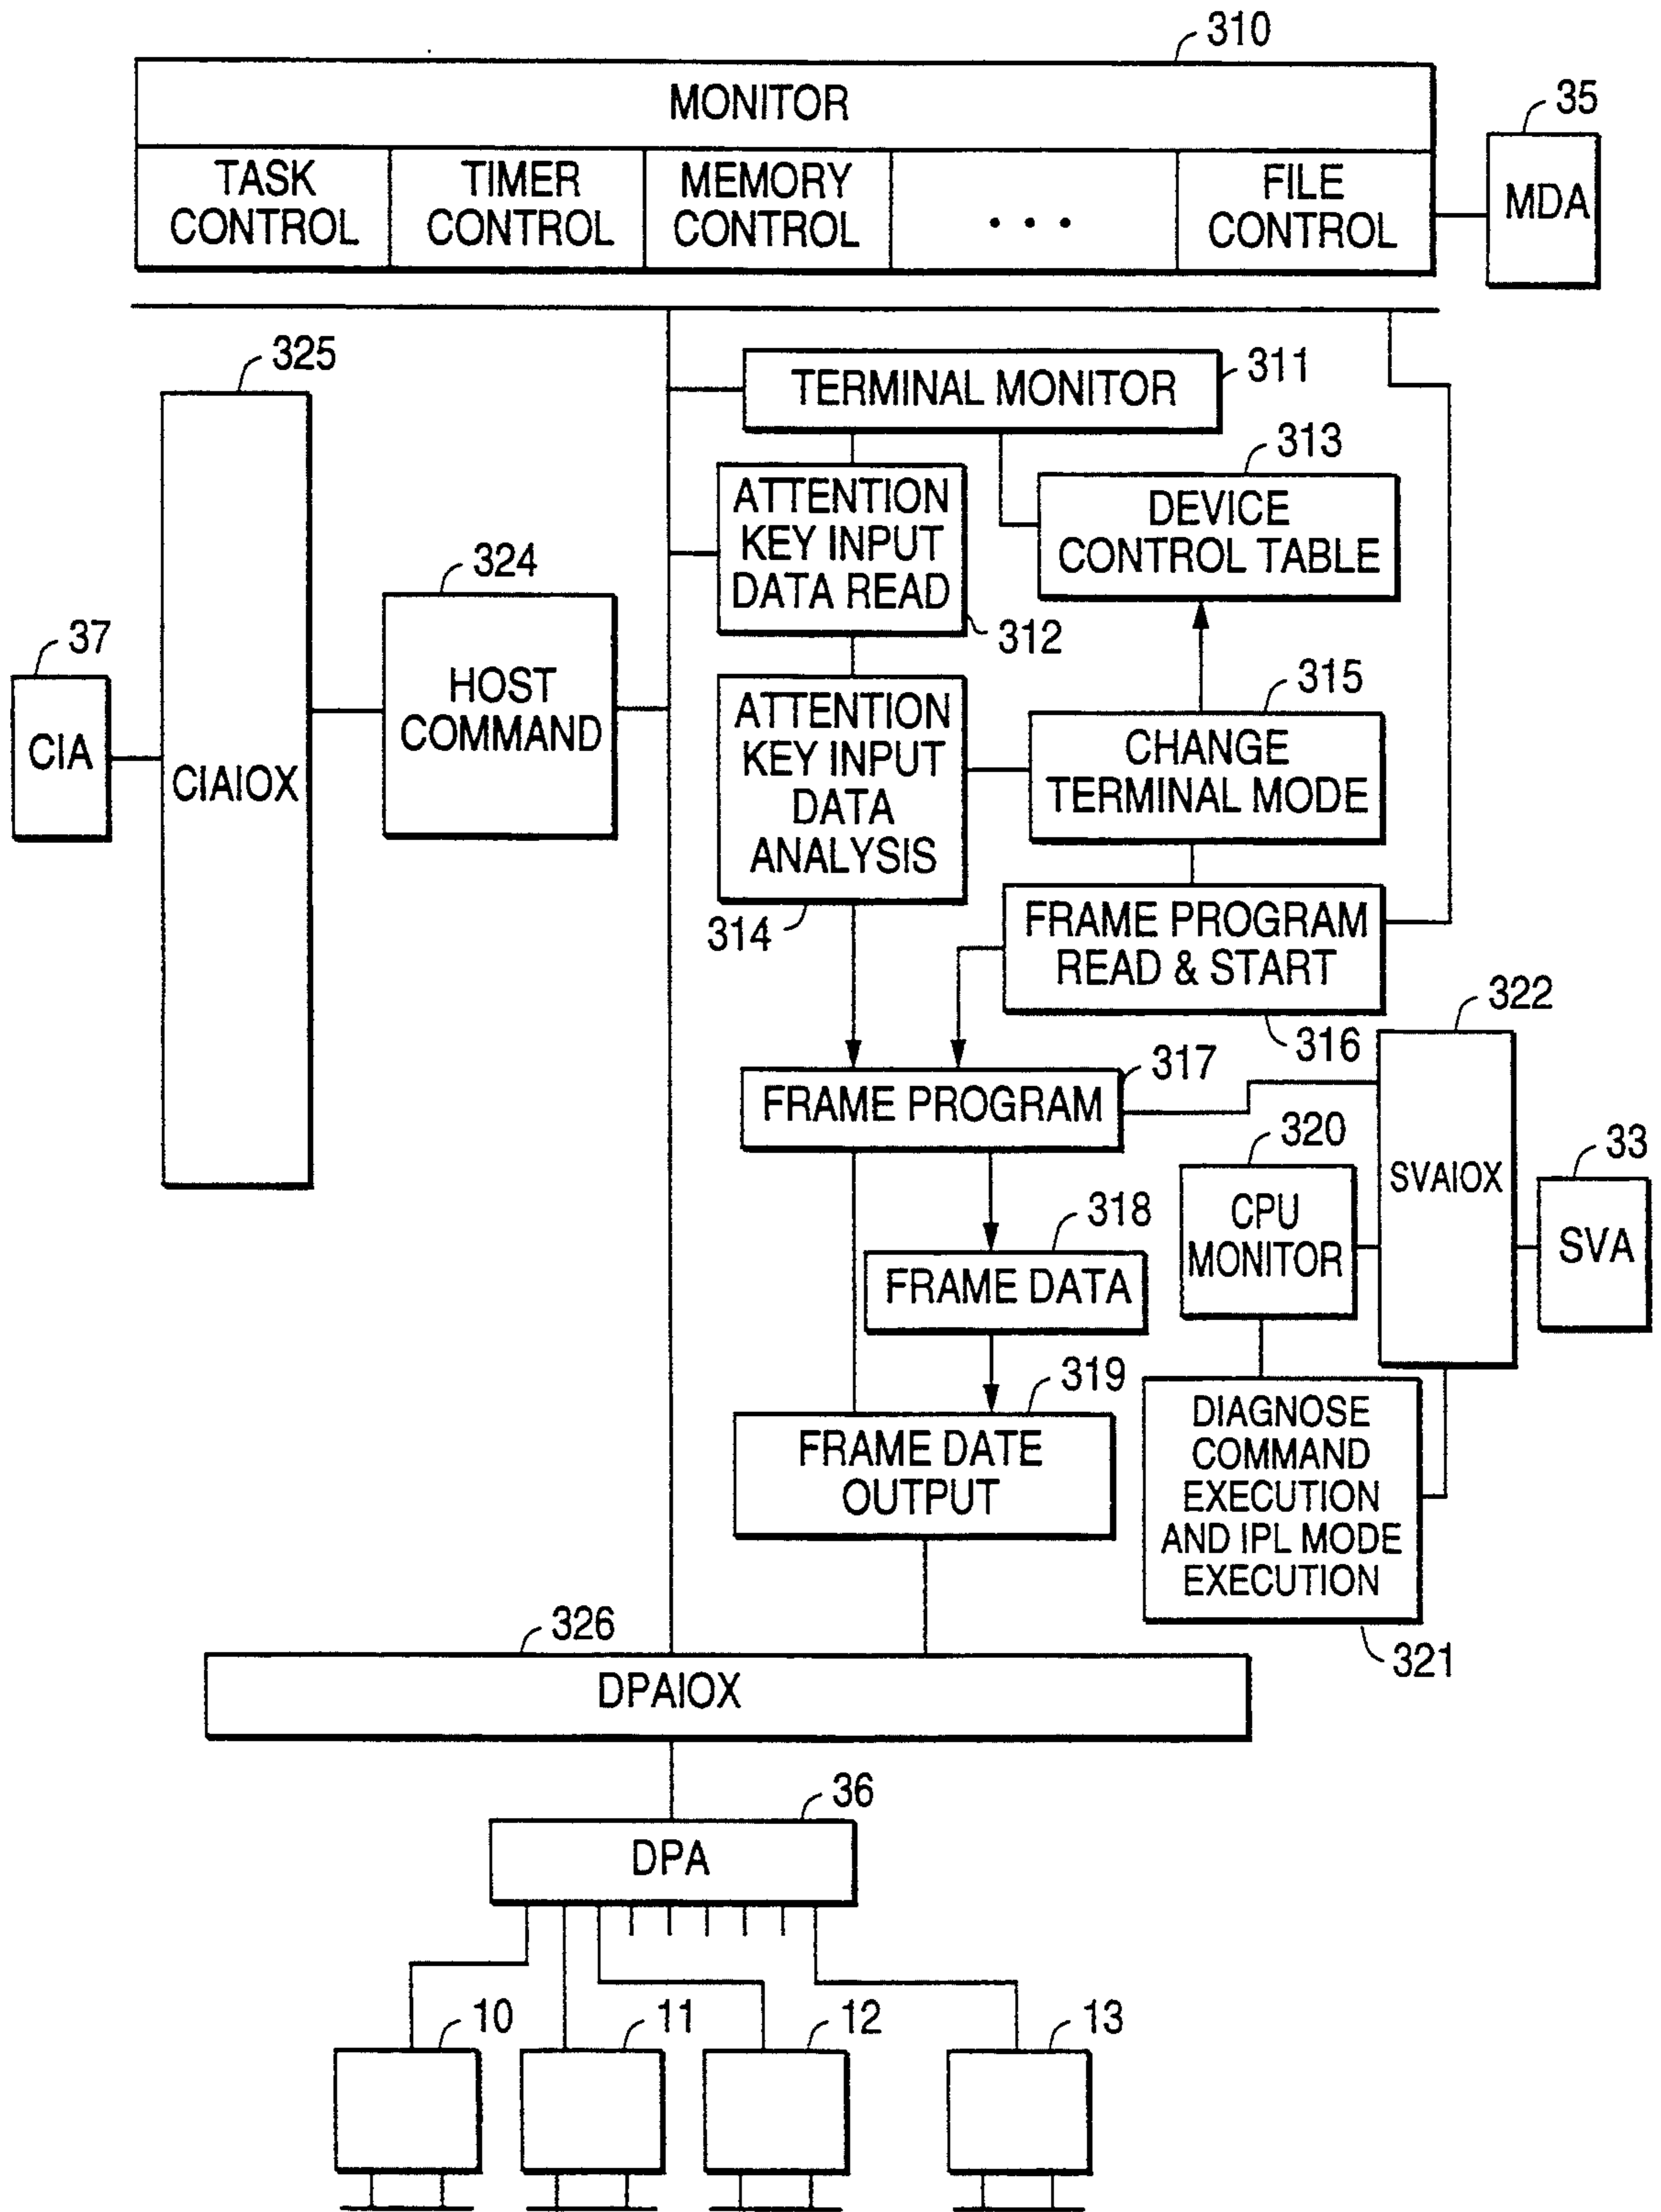 310
MONITOR
35
TASK
CONTROL
TIMER
CONTROL
MEMORY
CONTROL
...
FILE
CONTROL
MDA
325
TERMINAL MONITOR
311
313
ATTENTION
KEY INPUT
DATA READ
312
DEVICE
CONTROL TABLE
324
37
CIA
CIAIOX
HOST
COMMAND
ATTENTION
KEY INPUT
DATA
ANALYSIS
314
315
CHANGE
TERMINAL MODE
FRAME PROGRAM
READ & START
316
322
317
FRAME PROGRAM
320
33
SVAIOX
CPU
MONITOR
SVA
318
FRAME DATA
319
FRAME DATE
OUTPUT
DIAGNOSE
COMMAND
EXECUTION
AND IPL MODE
EXECUTION
321
326
DPAIOX
36
DPA
10
11
12
13